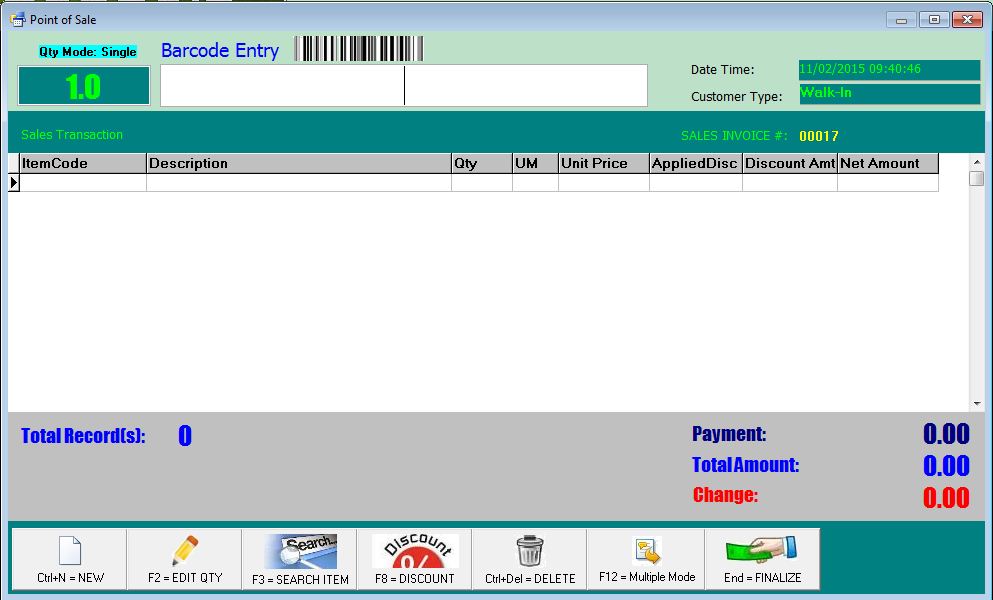 Point of Sale
Qty Mode: Single
Barcode Entry
1.0
Date Time:
11/02/2015 09:40:46
Customer Type:
Walk-In
Sales Transaction
SALES INVOICE #: 00017
ItemCode Description Qty UM Unit Price AppliedDisc Discount Amt Net Amount
Total Record(s): 0
Payment: 0.00
Total Amount: 0.00
Change: 0.00
Search...
Discount
%
Ctrl+N = NEW
F2 = EDIT QTY
F3 = SEARCH ITEM
F8 = DISCOUNT
Ctrl+Del = DELETE
F12 = Multiple Mode
End = FINALIZE